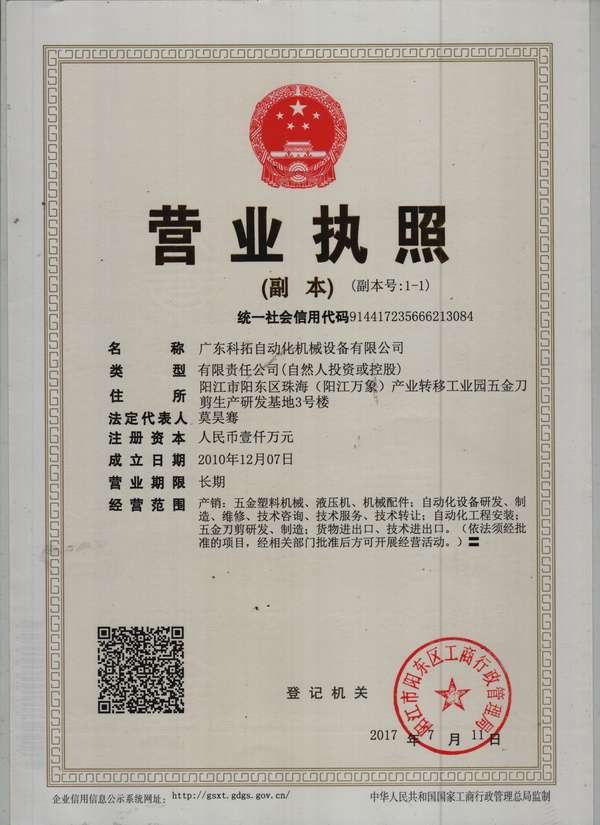 营业执照
(副 本) (副本号:1-1)
统一社会信用代码914417235666213084
名 称 广东科拓自动化机械设备有限公司
类 型 有限责任公司(自然人投资或控股)
住 所 阳江市阳东区珠海（阳江万象）产业转移工业园五金刀
剪生产研发基地3号楼
法定代表人 莫昊骞
注册资本 人民币壹仟万元
成立日期 2010年12月07日
营业期限 长期
经营范围 产销：五金塑料机械、液压机、机械配件；自动化设备研发、制
造、维修、技术咨询、技术服务、技术转让；自动化工程安装；
五金刀剪研发、制造；货物进出口、技术进出口。（依法须经批
准的项目，经相关部门批准后方可开展经营活动。）〓
登记机关
阳江市阳东区工商行政管理局
2017 年 7 月 11 日
企业信用信息公示系统网址： http://gsxt.gdgs.gov.cn/ 中华人民共和国国家工商行政管理总局监制